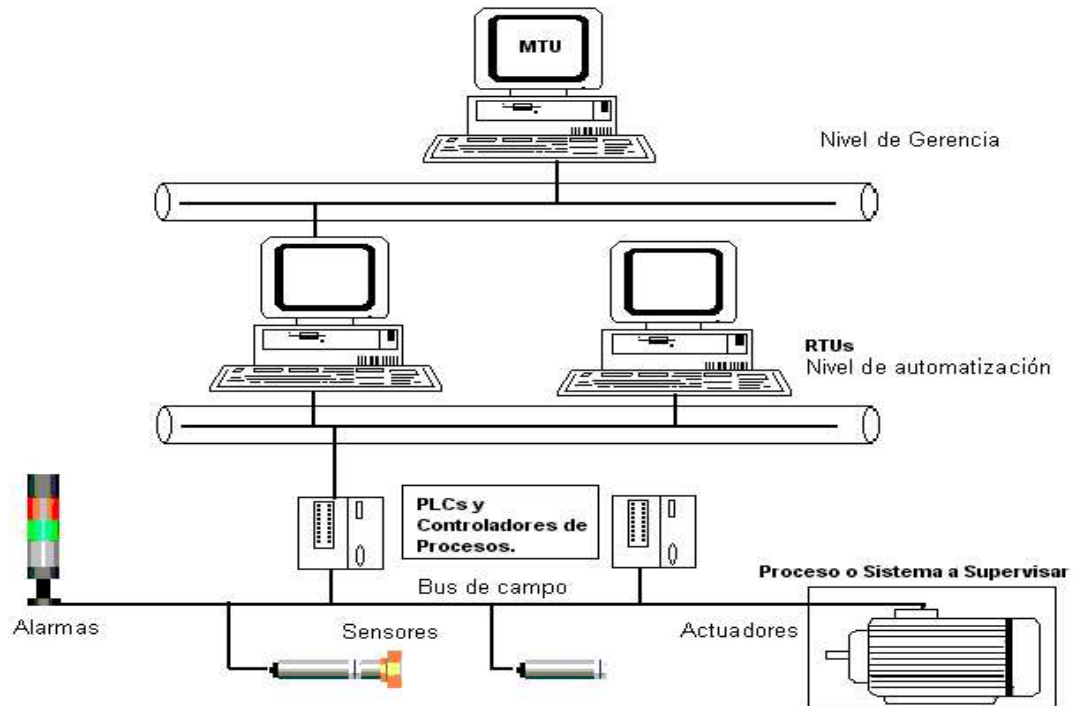 MTU
Nivel de Gerencia
RTUs
Nivel de automatización
PLCs y
Controladores de
Procesos.
Proceso o Sistema a Supervisar
Bus de campo
Alarmas
Sensores
Actuadores